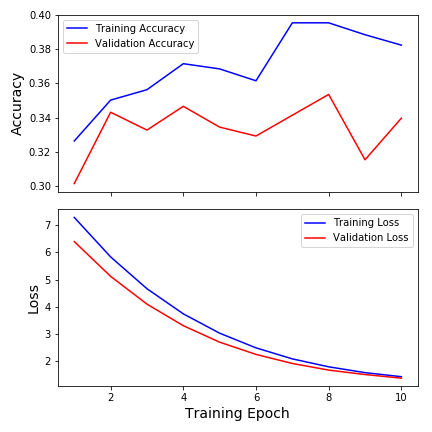 0.40
0.38
0.36
0.34
0.32
0.30
Accuracy
Training Accuracy
Validation Accuracy
7
6
5
4
3
2
Loss
Training Loss
Validation Loss
2 4 6 8 10
Training Epoch